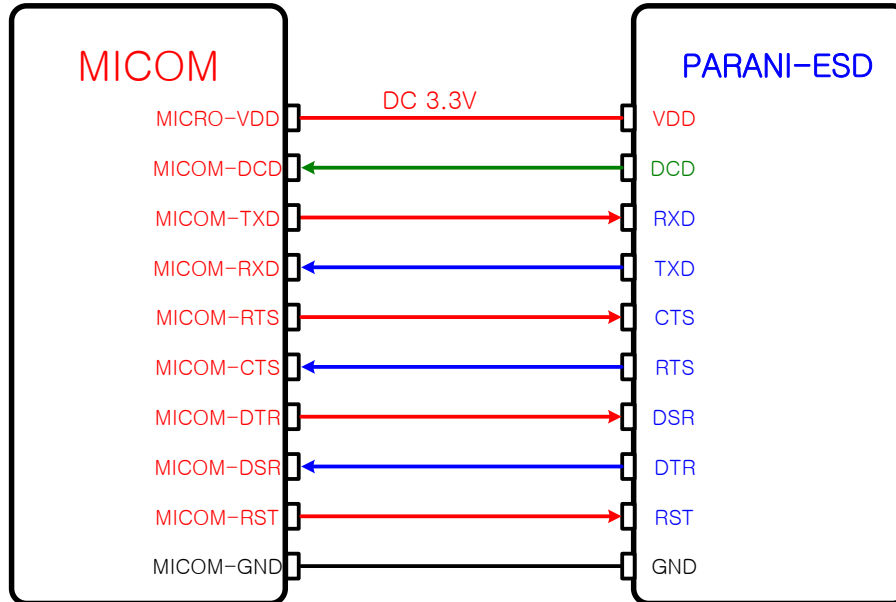 MICOM
PARANI-ESD
DC 3.3V
MICRO-VDD
VDD
MICOM-DCD
DCD
MICOM-TXD
RXD
MICOM-RXD
TXD
MICOM-RTS
CTS
MICOM-CTS
RTS
MICOM-DTR
DSR
MICOM-DSR
DTR
MICOM-RST
RST
MICOM-GND
GND